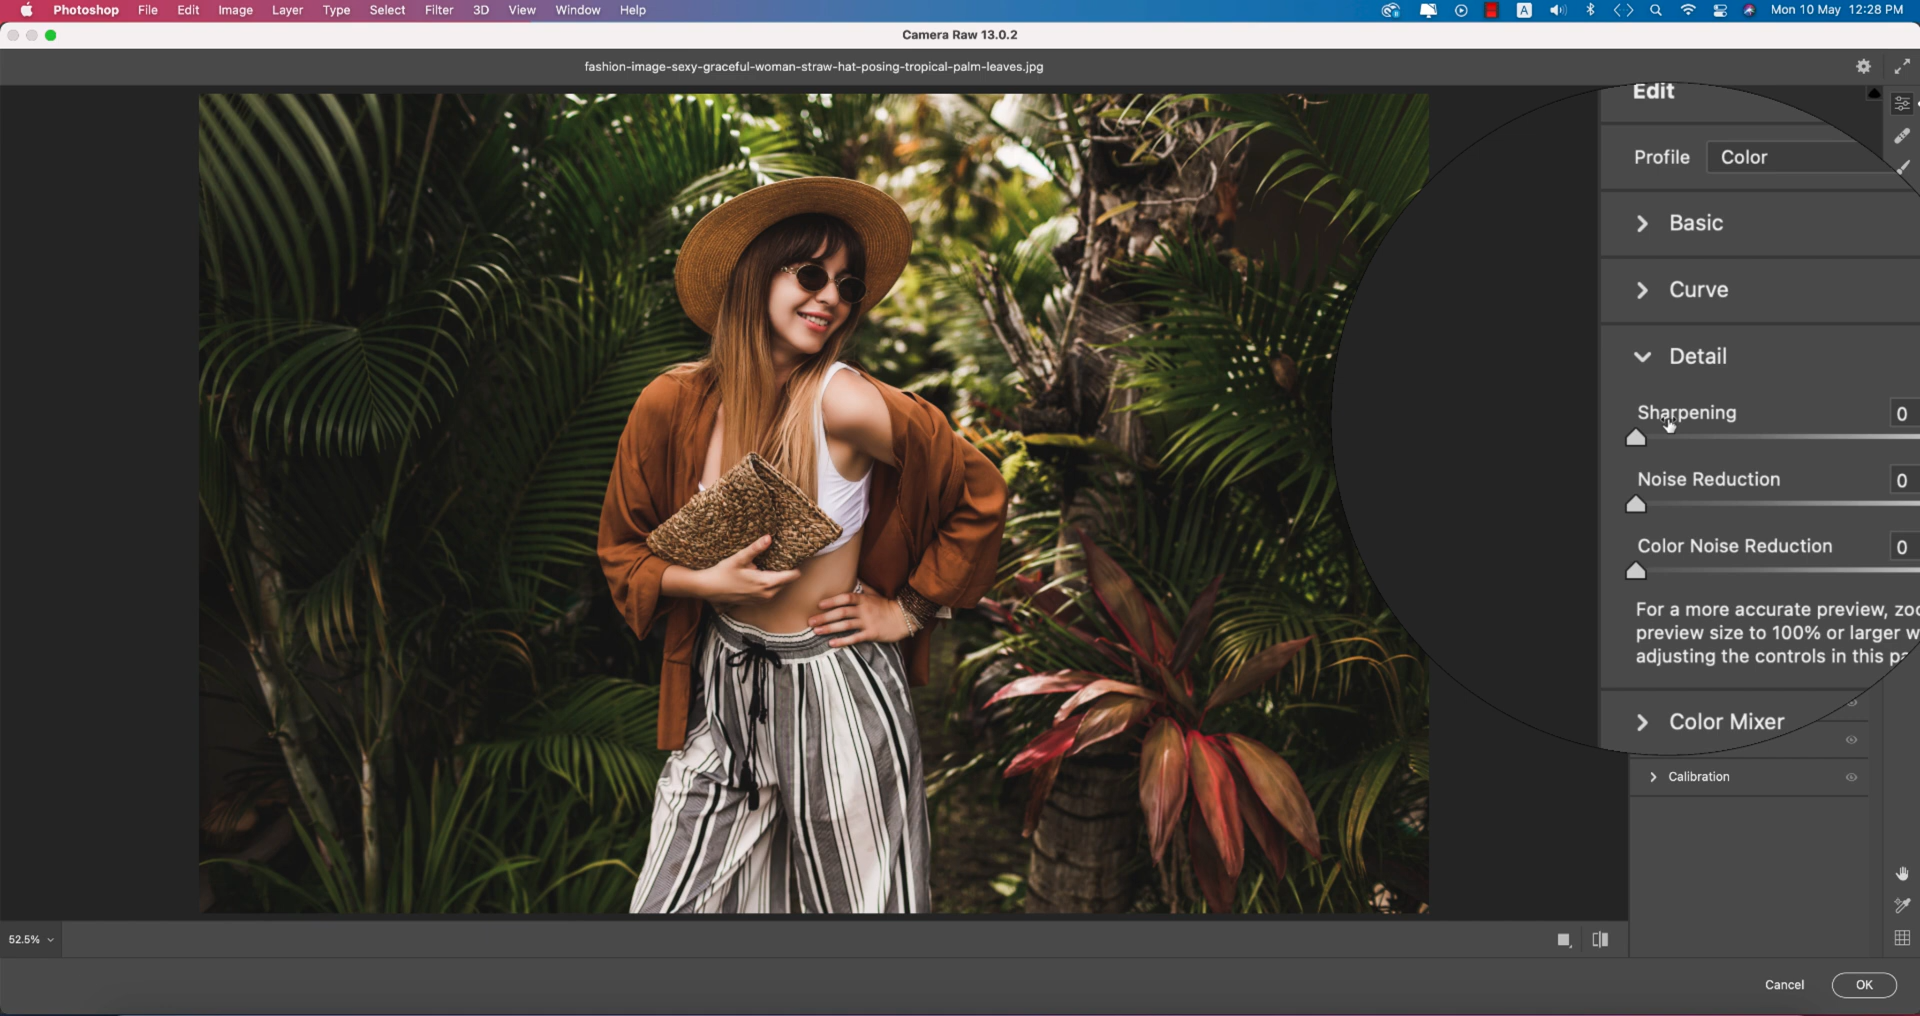 Photoshop File Edit Image Layer Type Select Filter 3D View Window Help A Mon 10 May 12:28 PM
Camera Raw 13.0.2
fashion-image-sexy-graceful-woman-straw-hat-posing-tropical-palm-leaves.jpg
Edit
Profile Color
Basic
Curve
Detail
Sharpening 0
Noise Reduction 0
Color Noise Reduction 0
For a more accurate preview,
preview size to 100% or larger
adjusting the controls in this
Color Mixer
Calibration
52.5%
Cancel OK